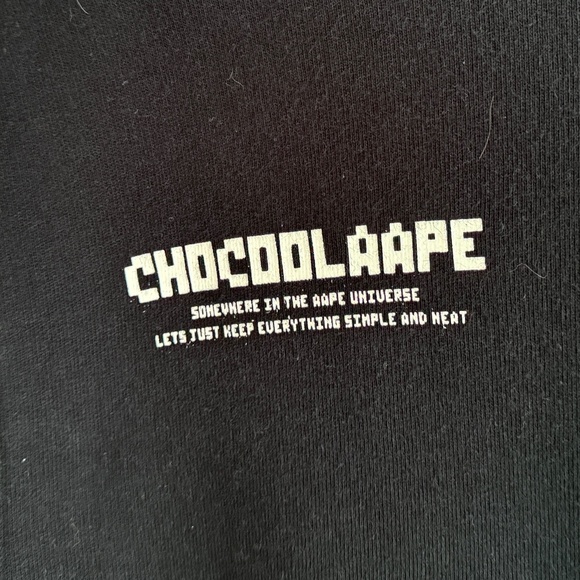 CHOCOOLAAPE
SOMEWHERE IN THE AAPE UNIVERSE
LETS JUST KEEP EVERYTHING SIMPLE AND NEAT